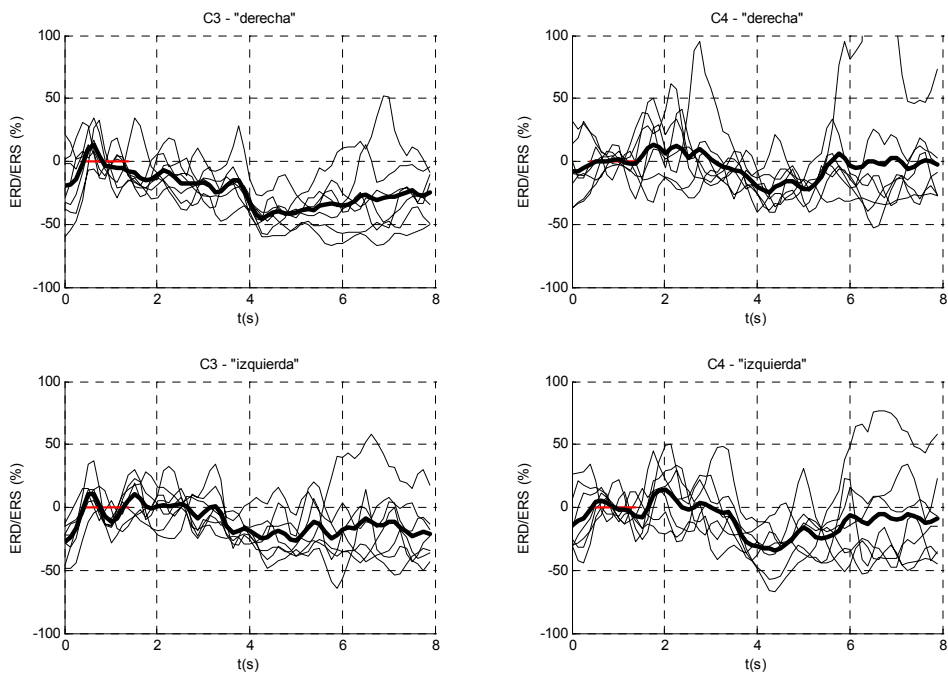 C3 - "derecha"
100
50
0
-50
-100
ERD/ERS (%)
0 2 4 6 8
t(s)
C4 - "derecha"
100
50
0
-50
-100
ERD/ERS (%)
0 2 4 6 8
t(s)
C3 - "izquierda"
100
50
0
-50
-100
ERD/ERS (%)
0 2 4 6 8
t(s)
C4 - "izquierda"
100
50
0
-50
-100
ERD/ERS (%)
0 2 4 6 8
t(s)